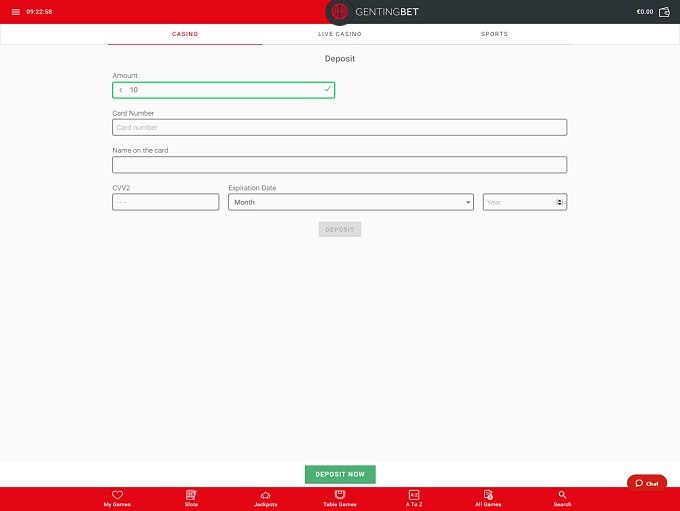 09:22:58
GENTINGBET
€0.00
CASINO
LIVE CASINO
SPORTS
Deposit
Amount
€ 10
Card Number
Card number
Name on the card
CVV2
Expiration Date
---
Month
Year
DEPOSIT
DEPOSIT NOW
Chat
My Games
Slots
Jackpots
Table Games
A-Z
A To Z
All Games
Search